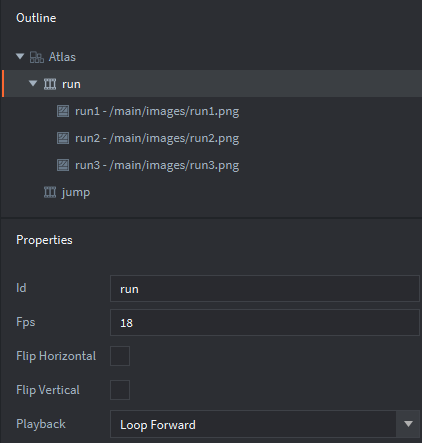 Outline
Atlas
run
run1 - /main/images/run1.png
run2 - /main/images/run2.png
run3 - /main/images/run3.png
jump
Properties
Id run
Fps 18
Flip Horizontal
Flip Vertical
Playback Loop Forward